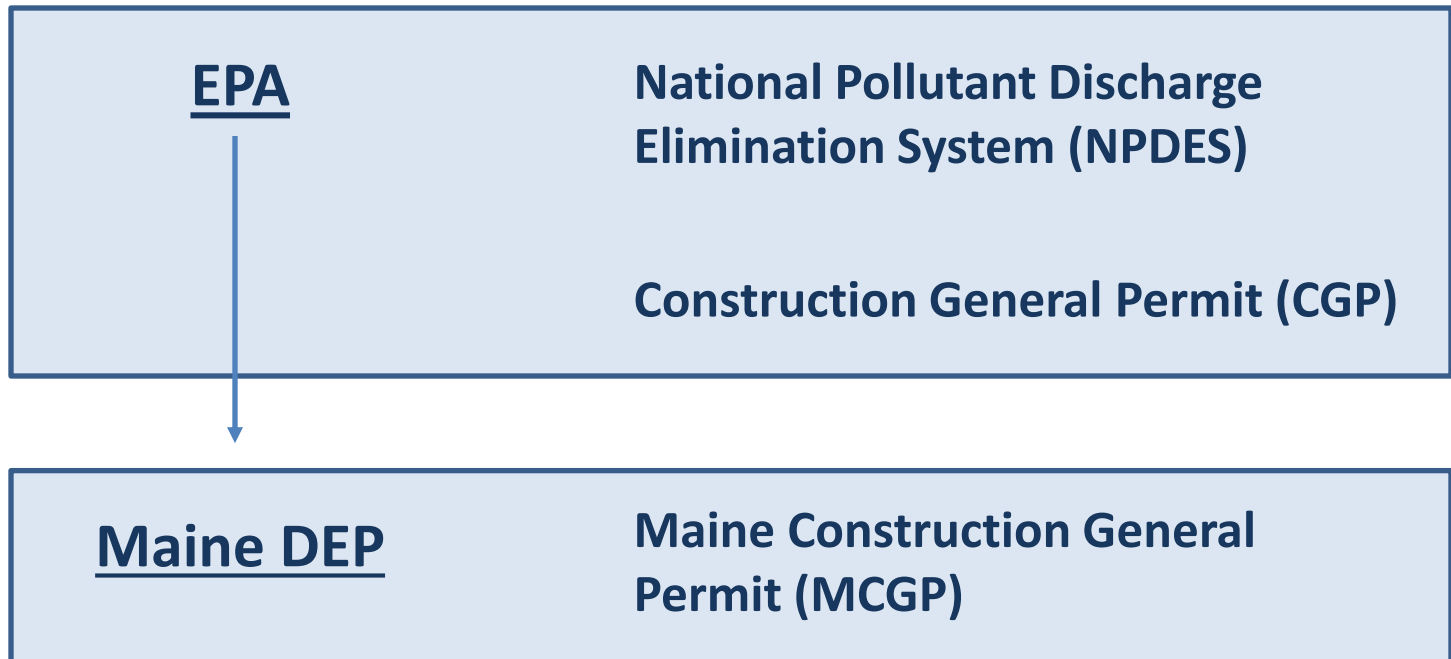 EPA
National Pollutant Discharge
Elimination System (NPDES)
Construction General Permit (CGP)
Maine DEP
Maine Construction General
Permit (MCGP)